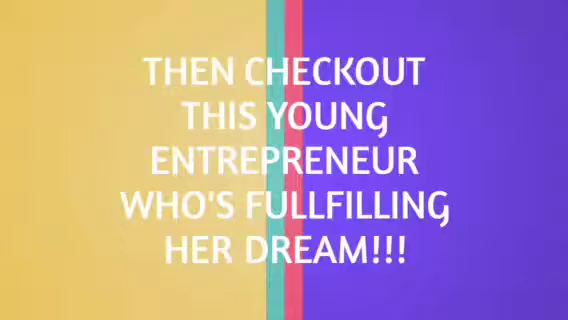 THEN CHECKOUT
THIS YOUNG
ENTREPRENEUR
WHO'S FULLFILLING
HER DREAM!!!